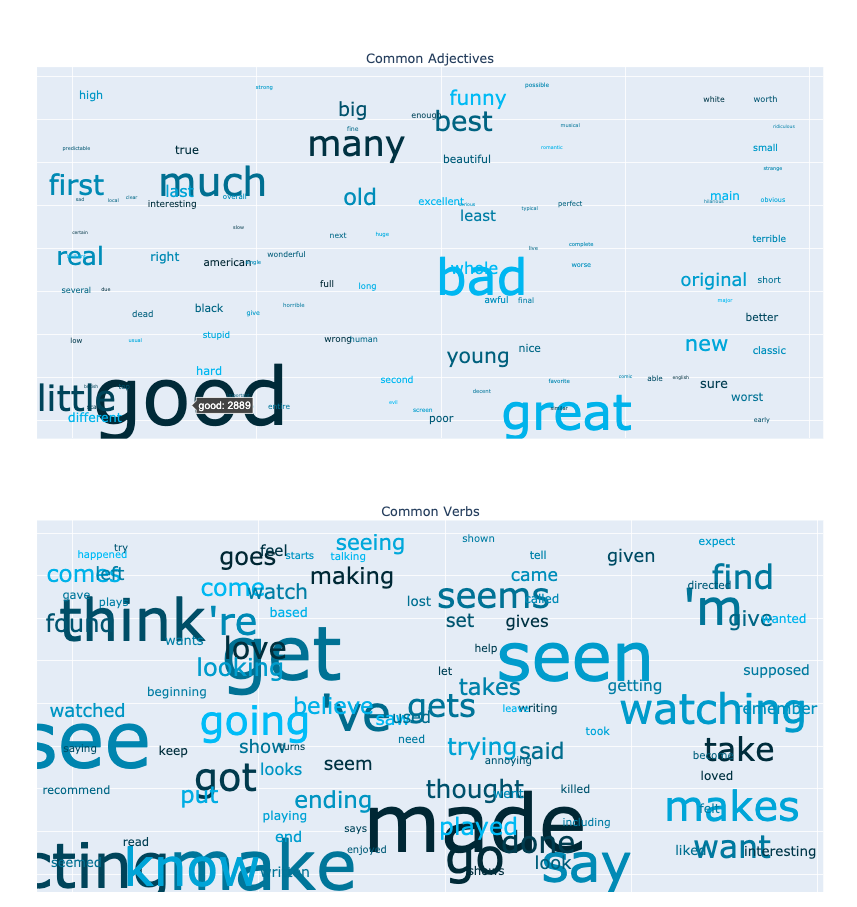 Common Adjectives
strong
possible
high
funny
white
worth
big
enough
best
fine
musical
ridiculous
many
predictable
true
romantic
small
beautiful
strange
first
much
last
overall
sad
local
clear
interesting
old
excellent
main
hilarious
obvious
typical
perfect
least
slow
certain
next
huge
terrible
live
complete
real
right
wonderful
american
whole
worse
bad
full
long
original
short
several
due
awful
final
major
horrible
black
give
dead
better
stupid
low
usual
wrong
human
new
nice
young
classic
hard
second
comic
able
english
favorite
sure
decent
little
good
good: 2889
worst
evil
great
screen
different
poor
early
Common Verbs
shown
expect
try
seeing
feel
goes
happened
starts
talking
tell
given
comes
left
making
came
find
come
watch
directed
gave
plays
lost
seems
called
'm
based
think
're
found
set
gives
give
wanted
wants
love
get
help
seen
looking
let
supposed
takes
getting
beginning
believe
watched
going
've
saw
used
gets
leave
writing
watching
remember
took
see
saying
keep
show
turns
need
trying
said
take
annoying
become
looks
seem
got
loved
recommend
put
ending
thought
went
killed
makes
felt
playing
made
played
including
says
end
read
enjoyed
done
liked
want
interesting
seemed
cting
know
make
written
go
shows
look
say